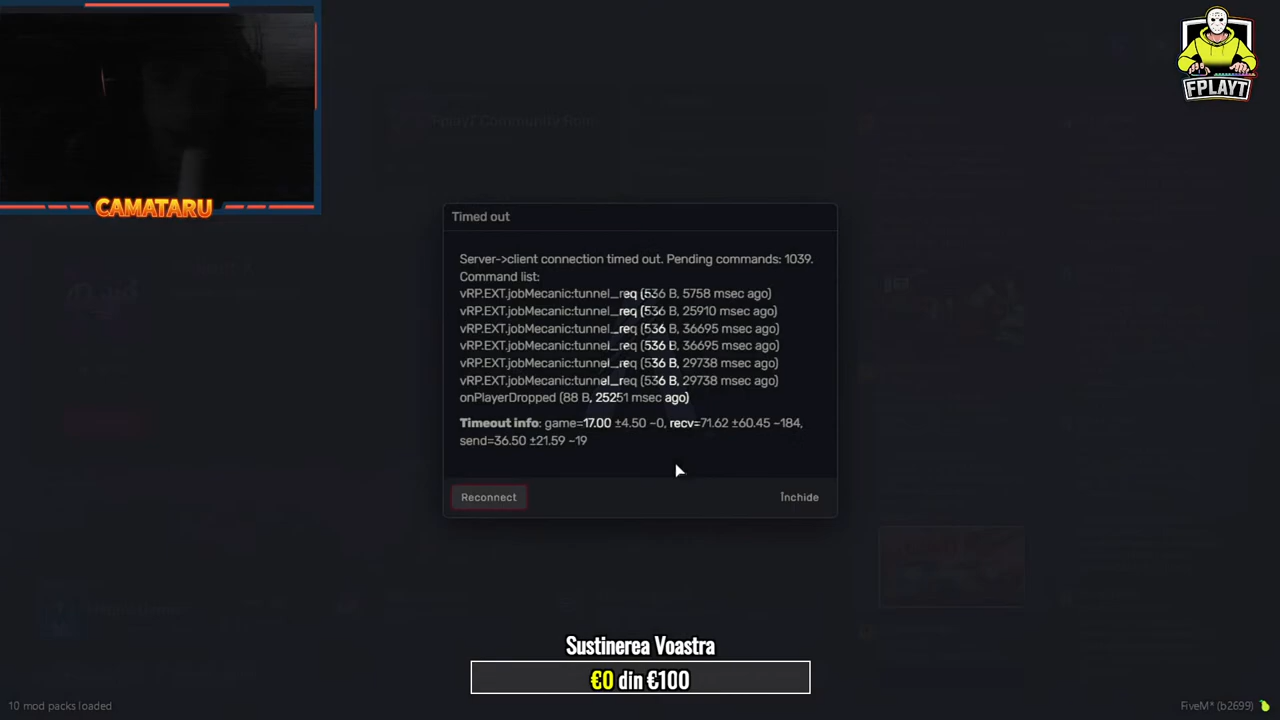 FPLAYT
CAMATARU
Timed out
Server->client connection timed out. Pending commands: 1039.
Command list:
vRP.EXT.jobMecanic:tunnel_req (536 B, 5758 msec ago)
vRP.EXT.jobMecanic:tunnel_req (536 B, 25910 msec ago)
vRP.EXT.jobMecanic:tunnel_req (536 B, 36695 msec ago)
vRP.EXT.jobMecanic:tunnel_req (536 B, 36695 msec ago)
vRP.EXT.jobMecanic:tunnel_req (536 B, 29738 msec ago)
vRP.EXT.jobMecanic:tunnel_req (536 B, 29738 msec ago)
onPlayerDropped (88 B, 25251 msec ago)
Timeout info: game=17.00 ±4.50 ~0, recv=71.62 ±60.45 ~184,
send=36.50 ±21.59 ~19
Reconnect
Închide
Sustinerea Voastra
€0 din €100
10 mod packs loaded
FiveM* (b2699)